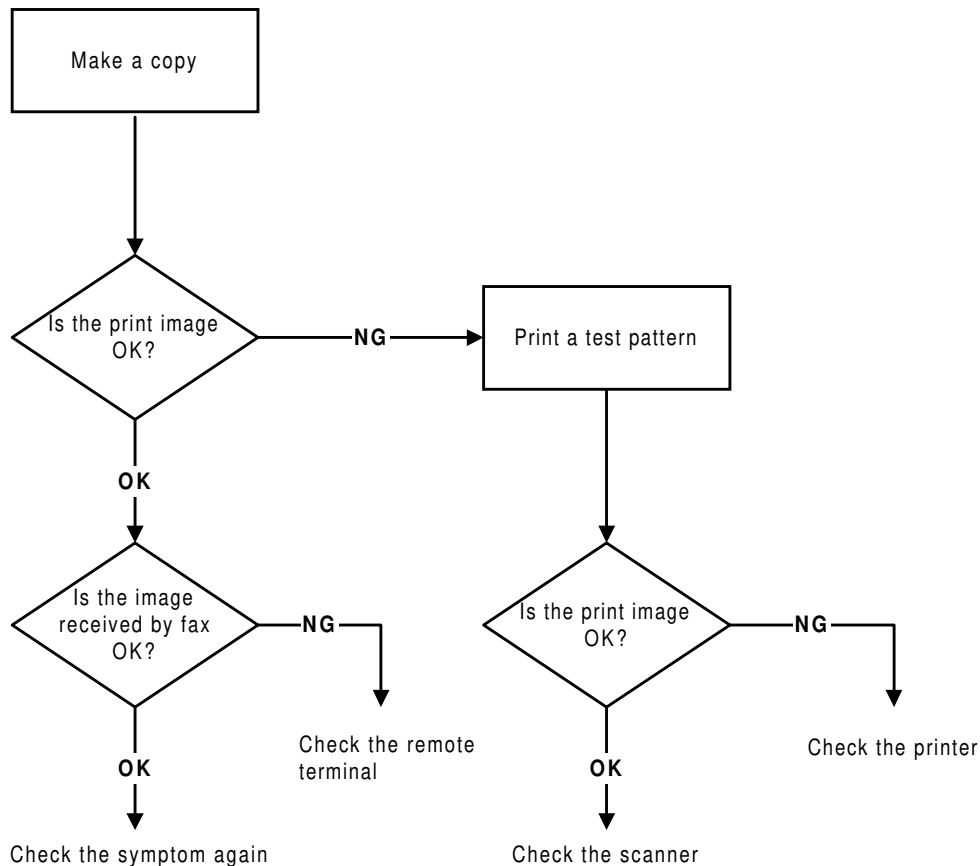 Make a copy
Is the print image
OK?
NG
Print a test pattern
OK
Is the image
received by fax
OK?
NG
Is the print image
OK?
NG
Check the remote
terminal
Check the printer
OK
OK
Check the symptom again
Check the scanner